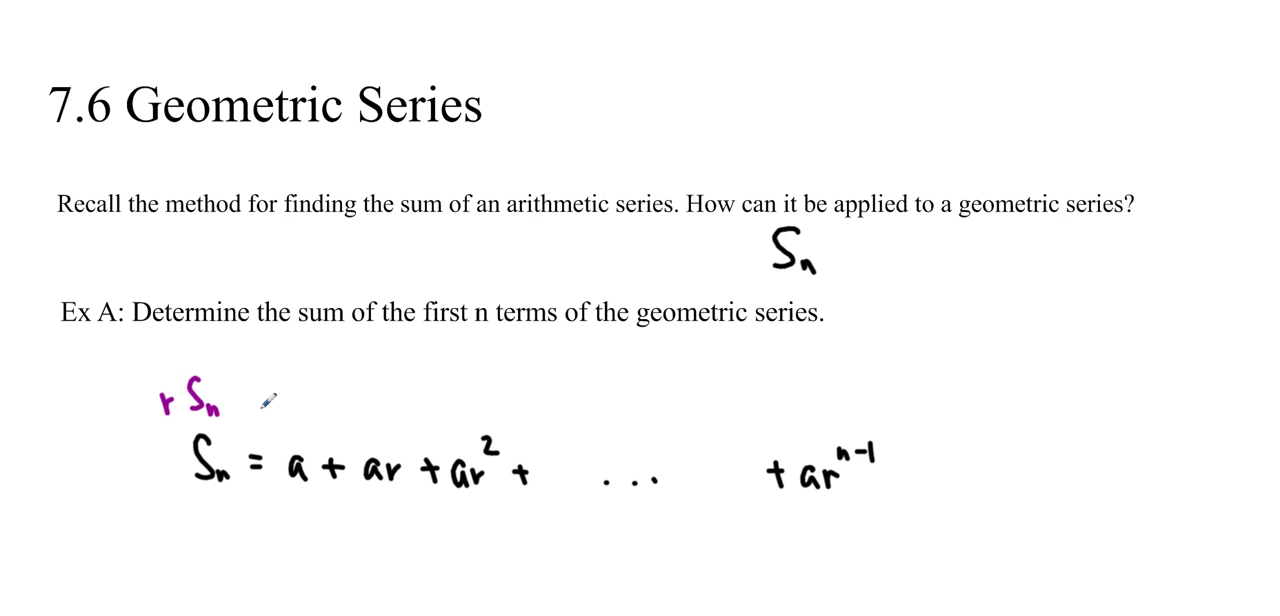 7.6 Geometric Series
Recall the method for finding the sum of an arithmetic series. How can it be applied to a geometric series?
Sₙ
Ex A: Determine the sum of the first n terms of the geometric series.
r Sₙ
Sₙ = a + ar + ar² + ... + arⁿ⁻¹